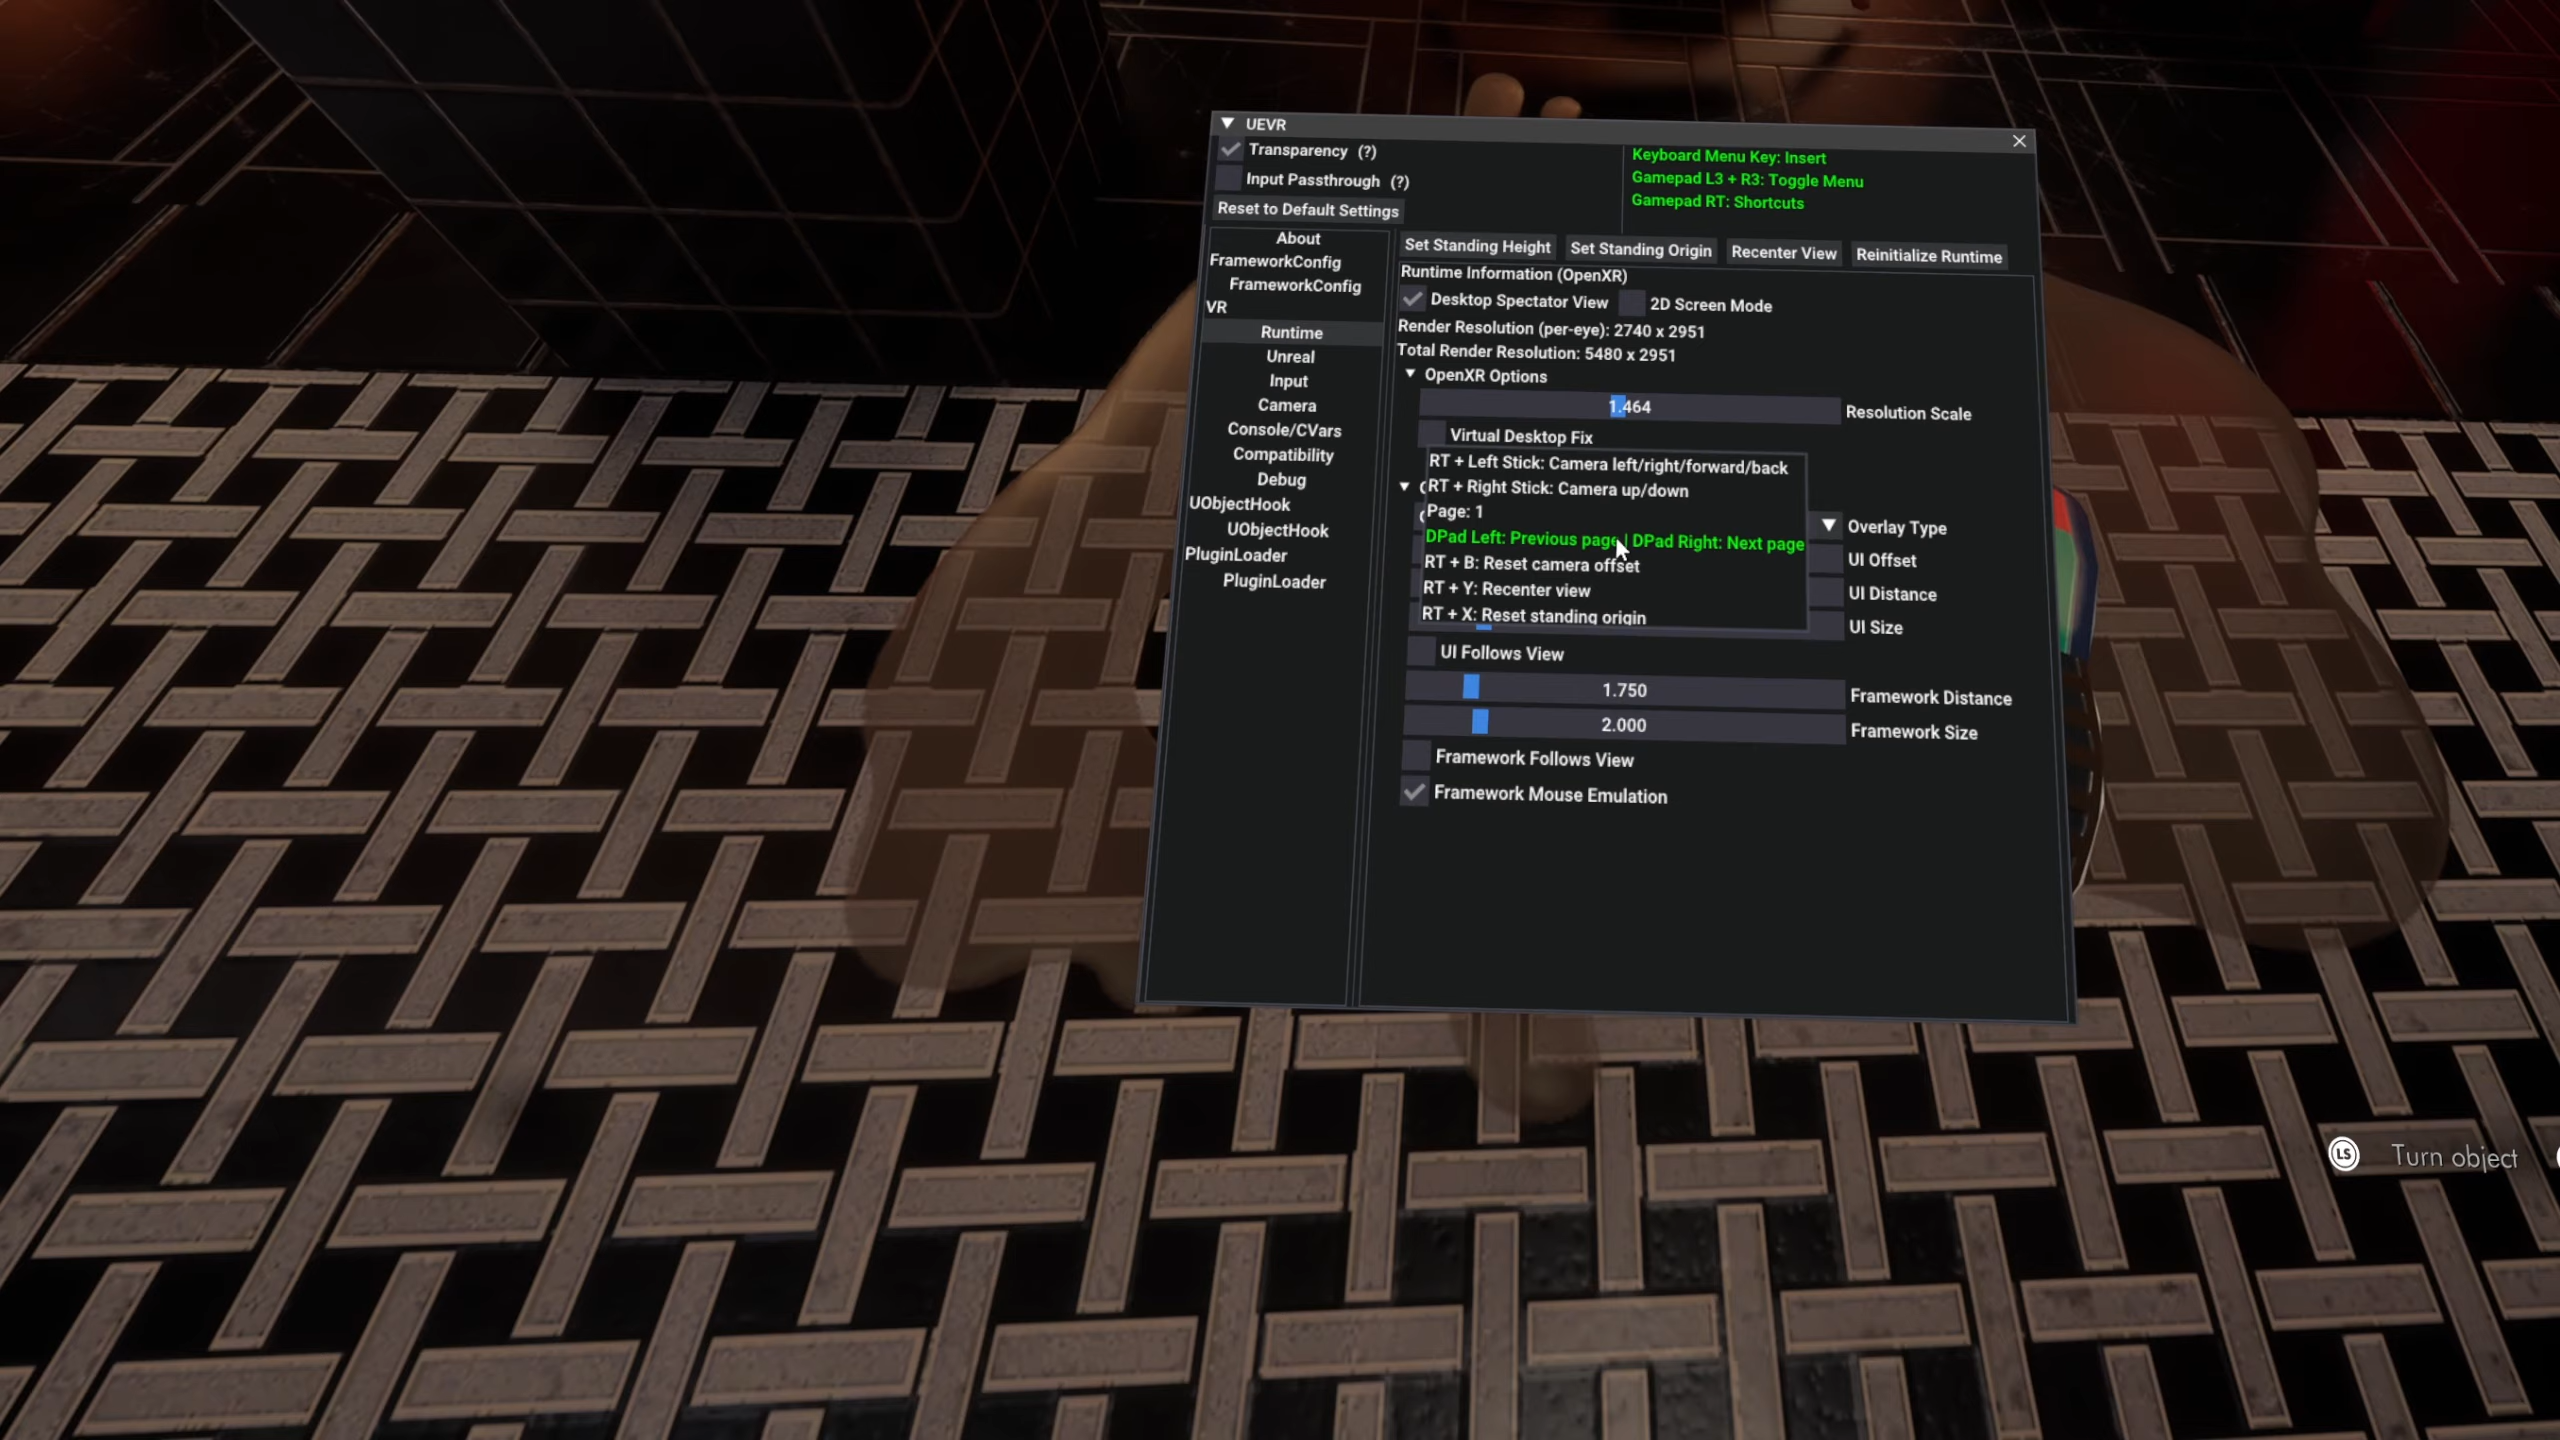 UEVR
Transparency (?)
Input Passthrough (?)
Reset to Default Settings
Keyboard Menu Key: Insert
Gamepad L3 + R3: Toggle Menu
Gamepad RT: Shortcuts
About
FrameworkConfig
FrameworkConfig
VR
Runtime
Unreal
Input
Camera
Console/CVars
Compatibility
Debug
UObjectHook
UObjectHook
PluginLoader
PluginLoader
Set Standing Height Set Standing Origin Recenter View Reinitialize Runtime
Runtime Information (OpenXR)
Desktop Spectator View 2D Screen Mode
Render Resolution (per-eye): 2740 x 2951
Total Render Resolution: 5480 x 2951
OpenXR Options
1.464 Resolution Scale
Virtual Desktop Fix
RT + Left Stick: Camera left/right/forward/back
RT + Right Stick: Camera up/down
Page: 1
DPad Left: Previous page | DPad Right: Next page
RT + B: Reset camera offset
RT + Y: Recenter view
RT + X: Reset standing origin
Overlay Type
UI Offset
UI Distance
UI Size
UI Follows View
1.750 Framework Distance
2.000 Framework Size
Framework Follows View
Framework Mouse Emulation
LS Turn object